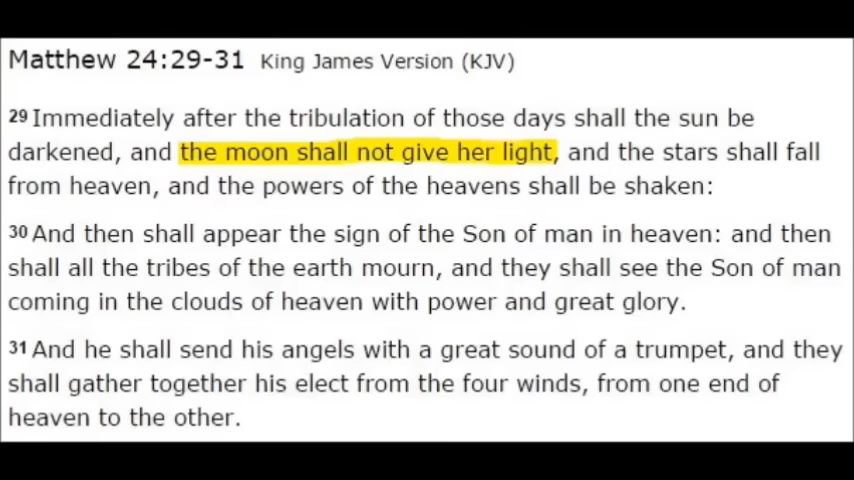 Matthew 24:29-31 King James Version (KJV)
29 Immediately after the tribulation of those days shall the sun be
darkened, and the moon shall not give her light, and the stars shall fall
from heaven, and the powers of the heavens shall be shaken:
30 And then shall appear the sign of the Son of man in heaven: and then
shall all the tribes of the earth mourn, and they shall see the Son of man
coming in the clouds of heaven with power and great glory.
31 And he shall send his angels with a great sound of a trumpet, and they
shall gather together his elect from the four winds, from one end of
heaven to the other.